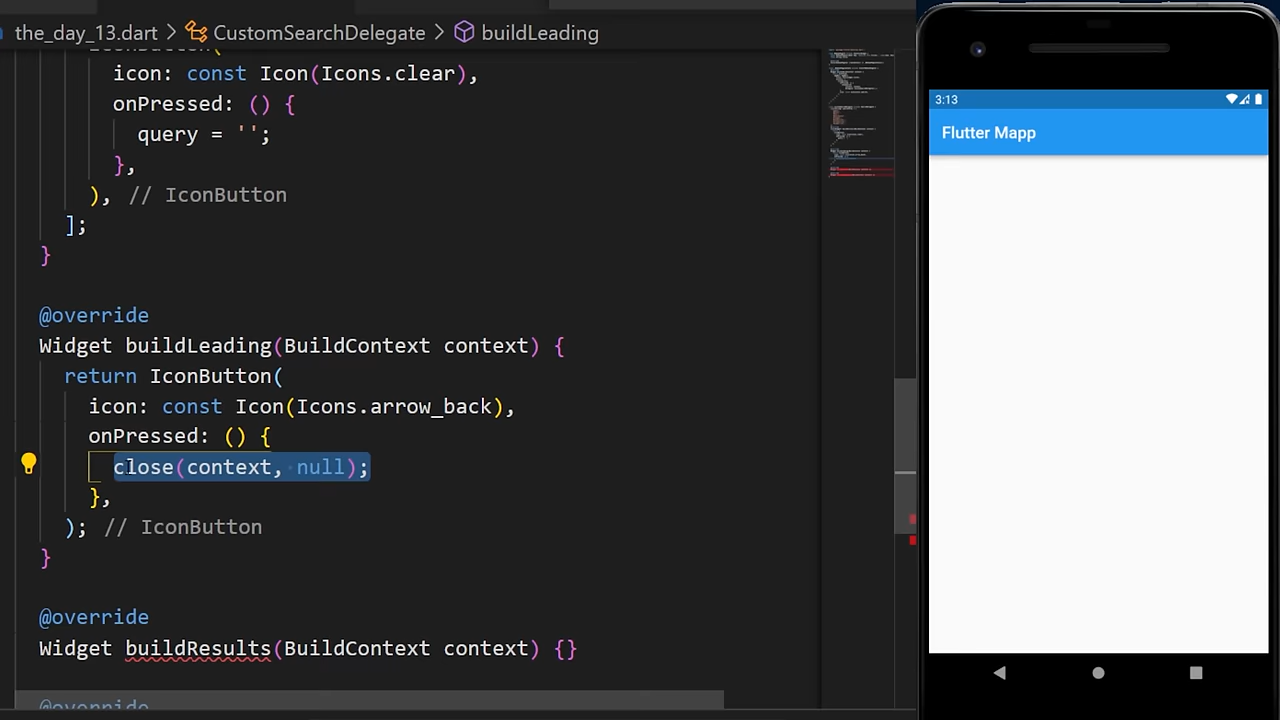 the_day_13.dart > CustomSearchDelegate > buildLeading
IconButton(
icon: const Icon(Icons.clear),
onPressed: () {
query = '';
},
), // IconButton
];
}
@override
Widget buildLeading(BuildContext context) {
return IconButton(
icon: const Icon(Icons.arrow_back),
onPressed: () {
close(context, null);
},
); // IconButton
}
@override
Widget buildResults(BuildContext context) {}
@override
3:13
Flutter Mapp